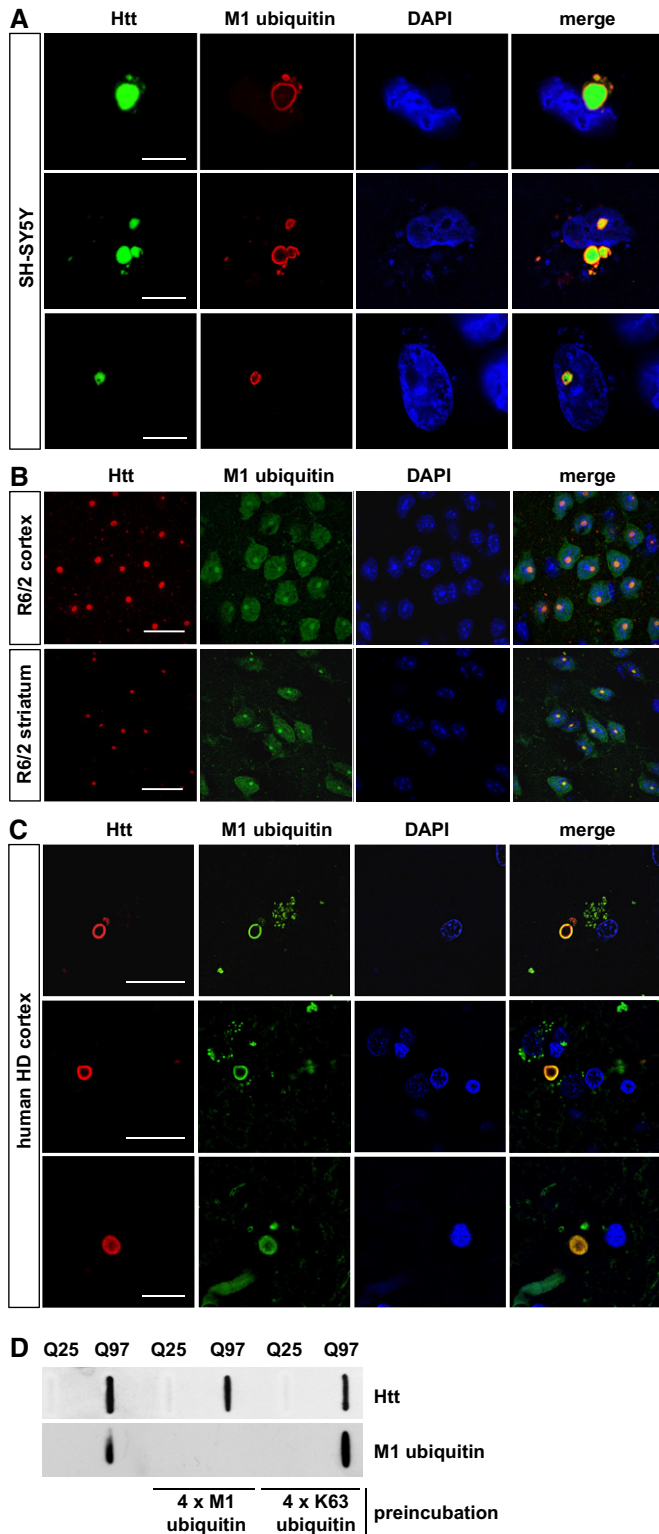 A
Htt M1 ubiquitin DAPI merge
SH-SY5Y
B
Htt M1 ubiquitin DAPI merge
R6/2 cortex
R6/2 striatum
C
Htt M1 ubiquitin DAPI merge
human HD cortex
D
Q25 Q97 Q25 Q97 Q25 Q97
Htt
M1 ubiquitin
4 x M1 4 x K63
ubiquitin ubiquitin
preincubation